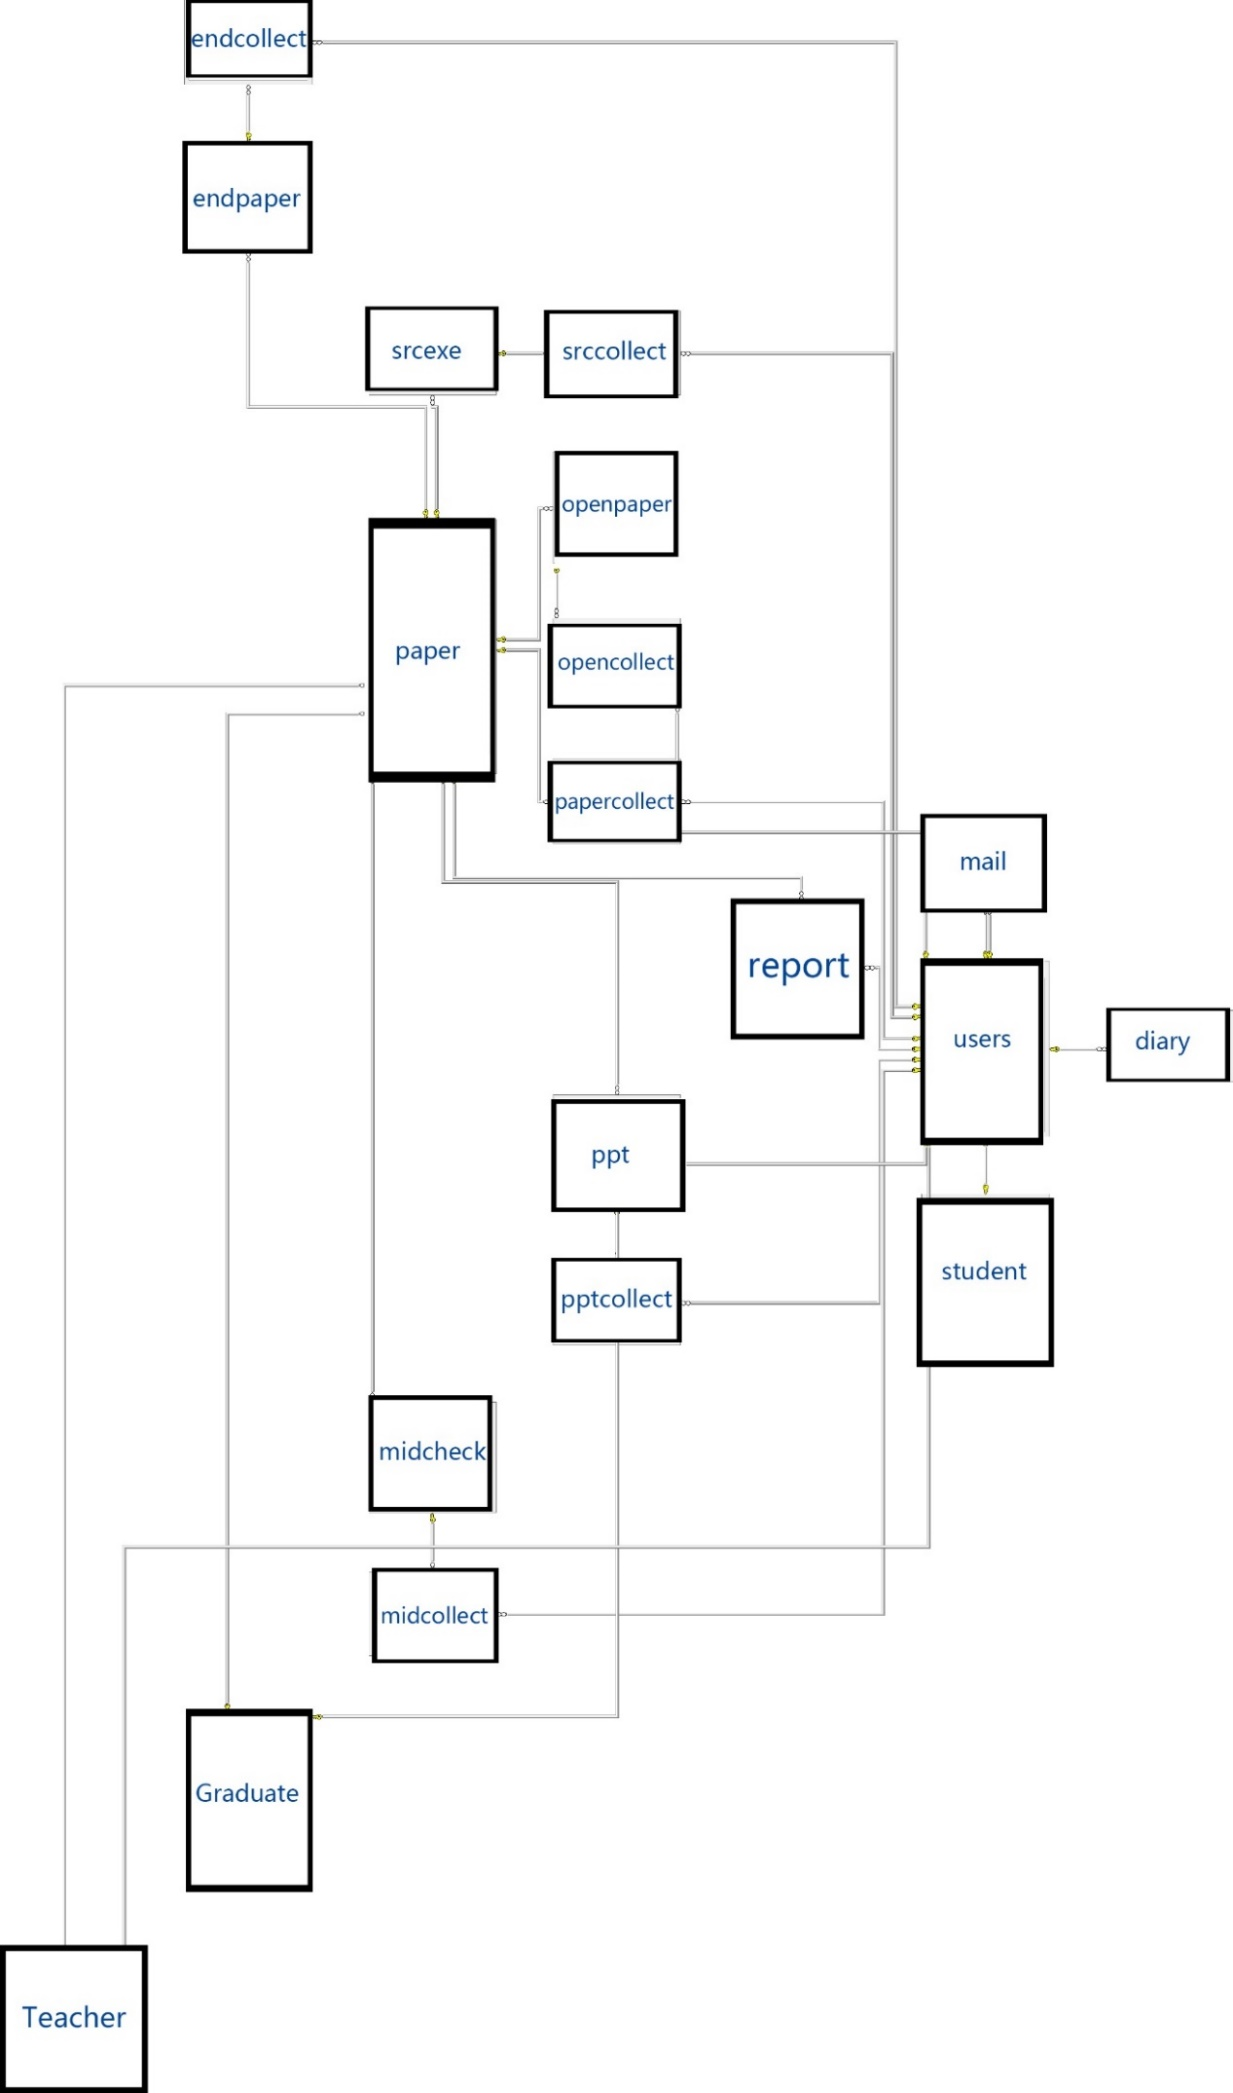 endcollect
endpaper
srcexe
srccollect
openpaper
paper
opencollect
papercollect
mail
report
users
diary
ppt
student
pptcollect
midcheck
midcollect
Graduate
Teacher